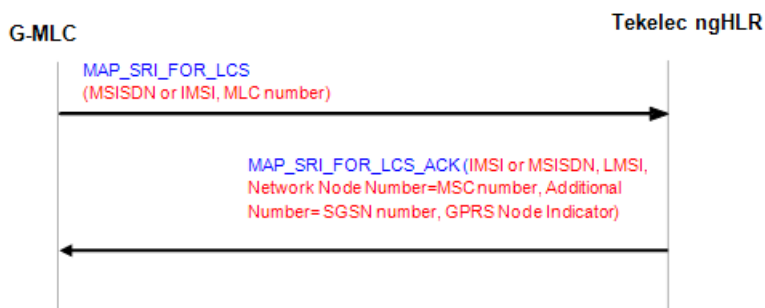 G-MLC
Tekelec ngHLR
MAP_SRI_FOR_LCS
(MSISDN or IMSI, MLC number)
MAP_SRI_FOR_LCS_ACK(IMSI or MSISDN, LMSI,
Network Node Number=MSC number, Additional
Number= SGSN number, GPRS Node Indicator)